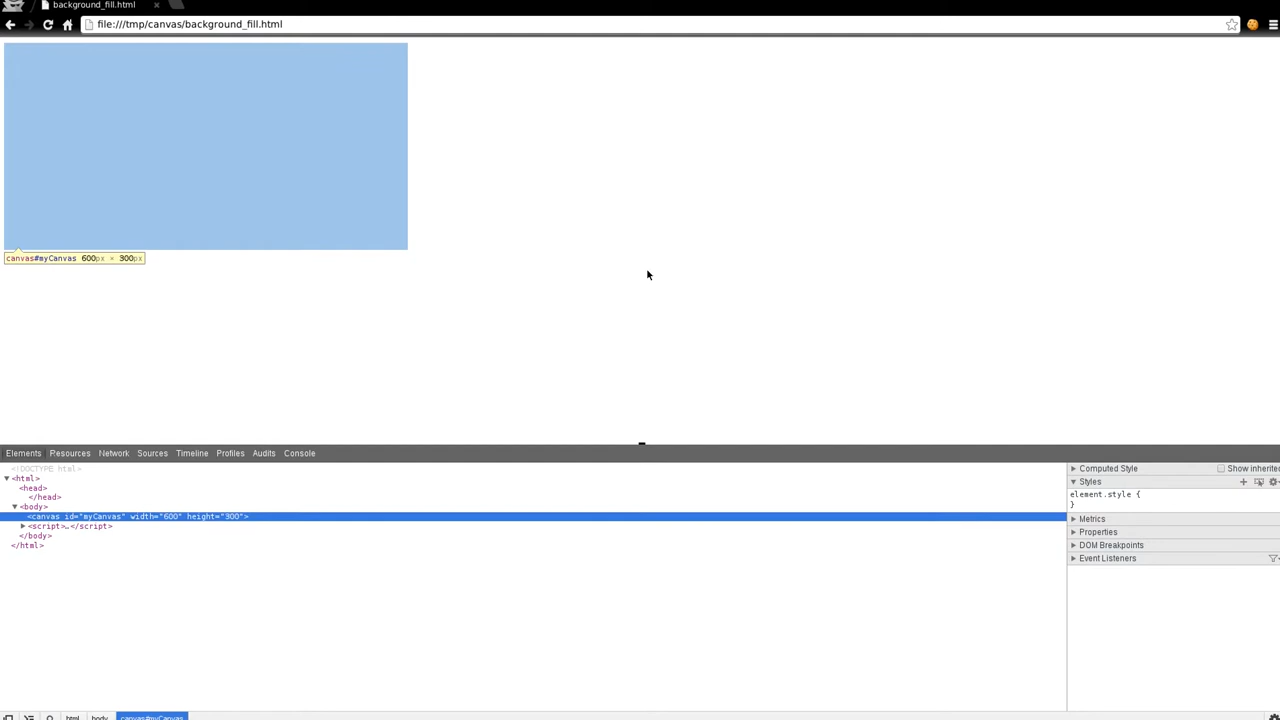 background_fill.html
file:///tmp/canvas/background_fill.html
canvas#myCanvas 600px × 300px
Elements Resources Network Sources Timeline Profiles Audits Console
<!DOCTYPE html>
<html>
<head>
</head>
<body>
<canvas id="myCanvas" width="600" height="300">
<script>…</script>
</body>
</html>
Computed Style Show inherited
Styles
element.style {
}
Metrics
Properties
DOM Breakpoints
Event Listeners
html body canvas#myCanvas